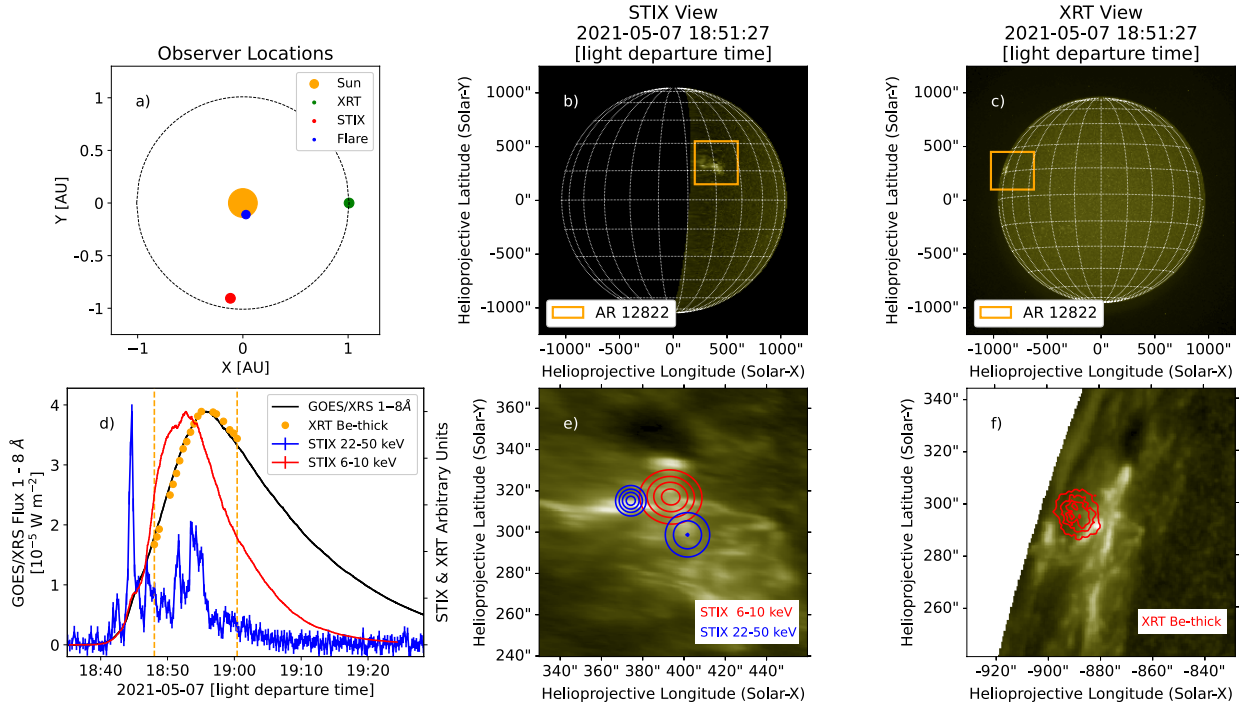 Observer Locations
a)
Sun
XRT
STIX
Flare
1
0.5
0
-0.5
-1
Y [AU]
−1
0
1
X [AU]
STIX View
2021-05-07 18:51:27
[light departure time]
b)
1000"
500"
0"
-500"
-1000"
Helioprojective Latitude (Solar-Y)
AR 12822
-1000"
-500"
0"
500"
1000"
Helioprojective Longitude (Solar-X)
XRT View
2021-05-07 18:51:27
[light departure time]
c)
1000"
500"
0"
-500"
-1000"
Helioprojective Latitude (Solar-Y)
AR 12822
-1000"
-500"
0"
500"
1000"
Helioprojective Longitude (Solar-X)
d)
GOES/XRS 1−8Å
XRT Be-thick
STIX 22-50 keV
STIX 6-10 keV
4
3
2
1
0
GOES/XRS Flux 1 - 8 Å
[10⁻⁵ W m⁻²]
STIX & XRT Arbitrary Units
18:40
18:50
19:00
19:10
19:20
2021-05-07 [light departure time]
e)
360"
340"
320"
300"
280"
260"
240"
Helioprojective Latitude (Solar-Y)
STIX 6-10 keV
STIX 22-50 keV
340"
360"
380"
400"
420"
440"
Helioprojective Longitude (Solar-X)
f)
340"
320"
300"
280"
260"
Helioprojective Latitude (Solar-Y)
XRT Be-thick
-920"
-900"
-880"
-860"
-840"
Helioprojective Longitude (Solar-X)